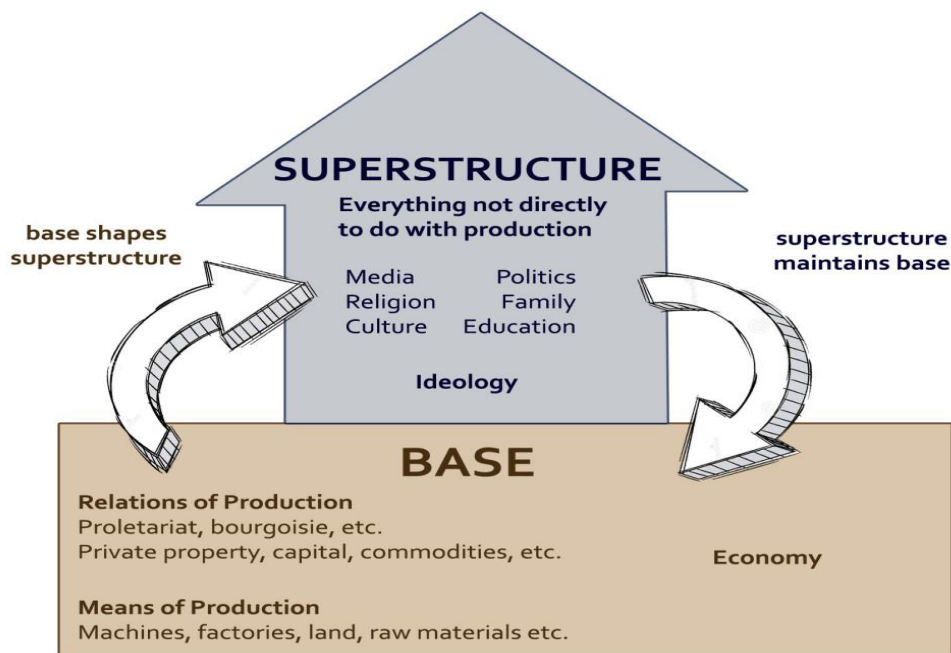 SUPERSTRUCTURE
Everything not directly
to do with production
Media Politics
Religion Family
Culture Education
Ideology
base shapes
superstructure
superstructure
maintains base
BASE
Relations of Production
Proletariat, bourgoisie, etc.
Private property, capital, commodities, etc.
Economy
Means of Production
Machines, factories, land, raw materials etc.